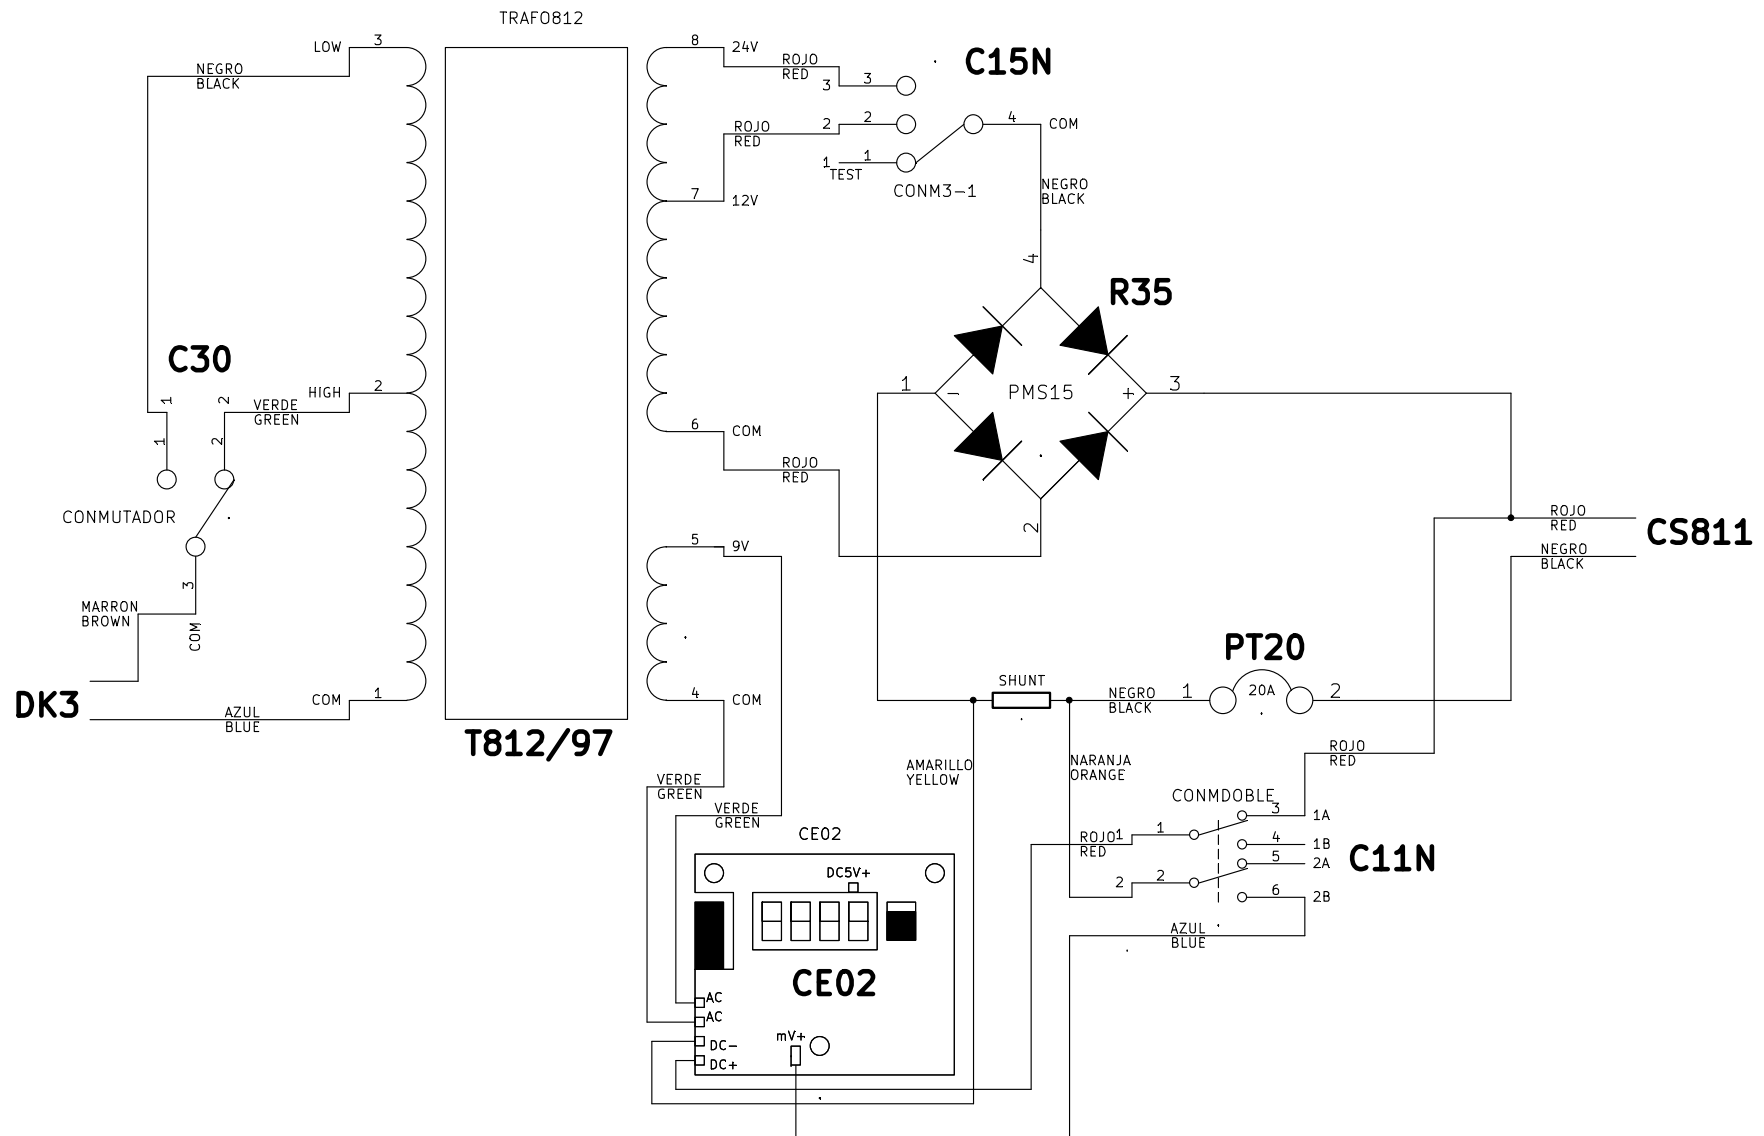 TRAFO812
LOW
3
NEGRO
BLACK
8
24V
ROJO
RED
3
3
C15N
ROJO
RED
2
2
4
COM
1
1
TEST
CONM3-1
7
12V
NEGRO
BLACK
4
R35
C30
1
2
HIGH
2
VERDE
GREEN
1
2
1
-
PMS15
+
3
6
COM
ROJO
RED
CONMUTADOR
2
ROJO
RED
CS811
NEGRO
BLACK
5
9V
3
MARRON
BROWN
COM
DK3
AZUL
BLUE
COM
1
4
COM
T812/97
SHUNT
PT20
NEGRO
BLACK
1
20A
2
AMARILLO
YELLOW
NARANJA
ORANGE
ROJO
RED
VERDE
GREEN
VERDE
GREEN
CONMDOBLE
3
1A
ROJO
RED
1
1
4
1B
5
2A
C11N
2
2
6
2B
AZUL
BLUE
CE02
DC5V+
CE02
AC
AC
DC-
DC+
mV+